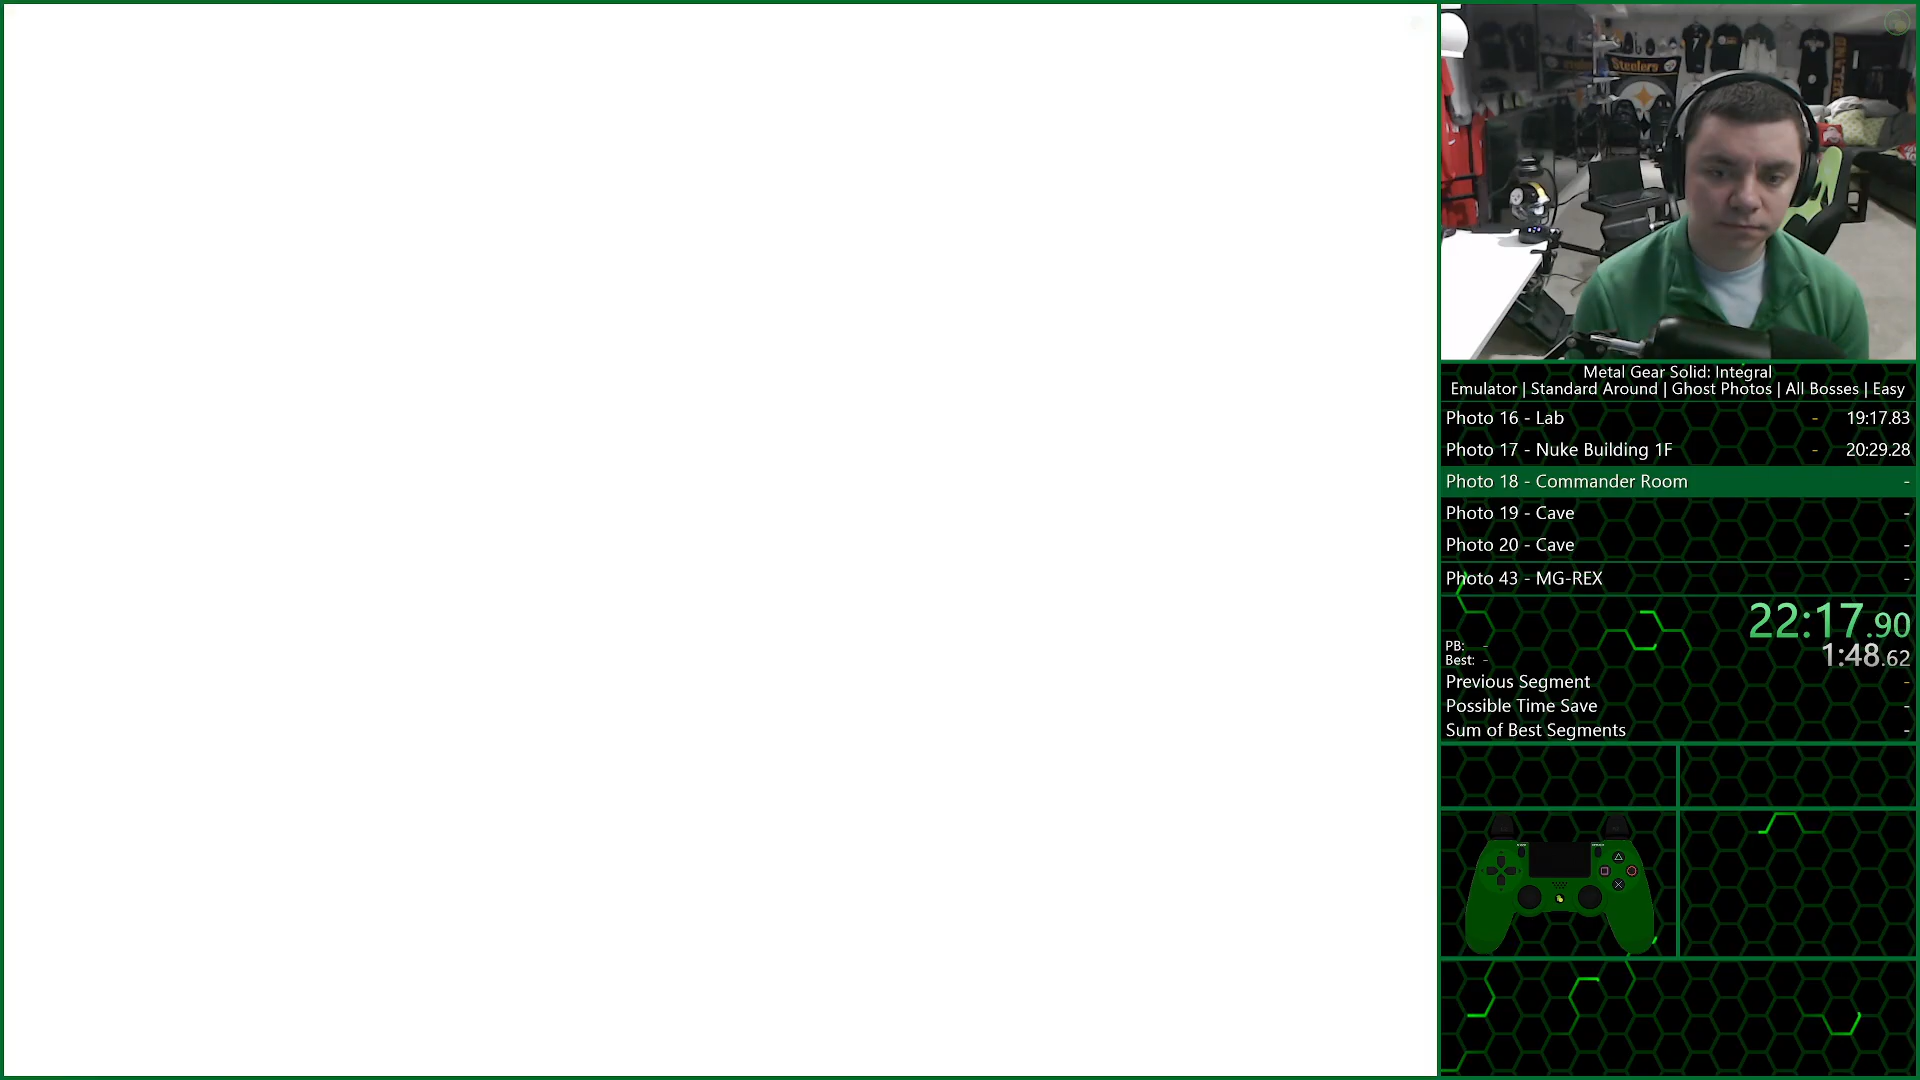 Steelers
Metal Gear Solid: Integral
Emulator | Standard Around | Ghost Photos | All Bosses | Easy
Photo 16 - Lab - 19:17.83
Photo 17 - Nuke Building 1F - 20:29.28
Photo 18 - Commander Room -
Photo 19 - Cave -
Photo 20 - Cave -
Photo 43 - MG-REX -
22:17.90
PB: -
1:48.62
Best: -
Previous Segment -
Possible Time Save -
Sum of Best Segments -